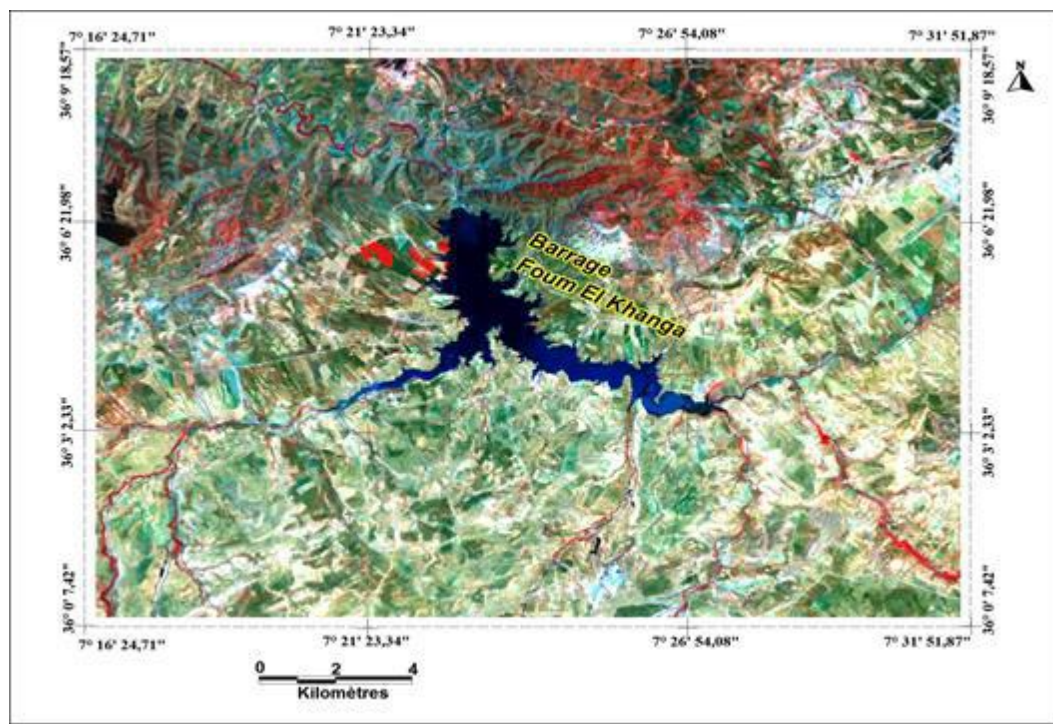 7° 16' 24,71"
7° 21' 23,34"
7° 26' 54,08"
7° 31' 51,87"
36° 9' 18,57"
36° 9' 18,57"
N
36° 6' 21,98"
36° 6' 21,98"
Barrage
Foum El Khanga
36° 3' 2,33"
36° 3' 2,33"
36° 0' 7,42"
36° 0' 7,42"
7° 16' 24,71"
7° 21' 23,34"
7° 26' 54,08"
7° 31' 51,87"
0 2 4
Kilomètres